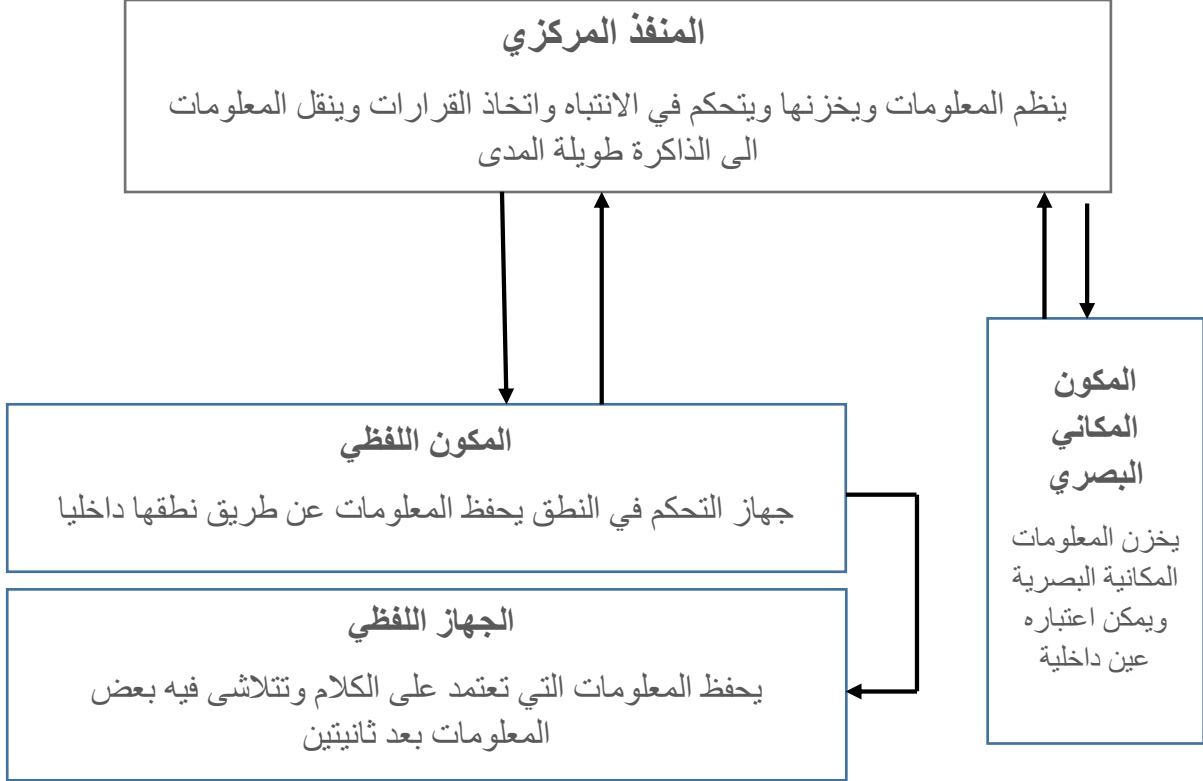 المنفذ المركزي
ينظم المعلومات ويخزنها ويتحكم في الانتباه واتخاذ القرارات وينقل المعلومات
الى الذاكرة طويلة المدى
المكون
المكاني
البصري
يخزن المعلومات
المكانية البصرية
ويمكن اعتباره
عين داخلية
المكون اللفظي
جهاز التحكم في النطق يحفظ المعلومات عن طريق نطقها داخليا
الجهاز اللفظي
يحفظ المعلومات التي تعتمد على الكلام وتتلاشى فيه بعض
المعلومات بعد ثانيتين